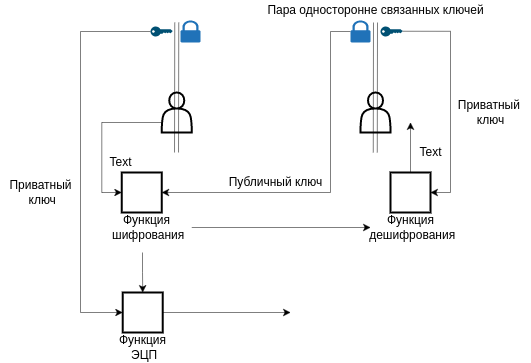 Пара односторонне связанных ключей
Приватный
ключ
Text
Text
Приватный
ключ
Публичный ключ
Функция
шифрования
Функция
дешифрования
Функция
ЭЦП